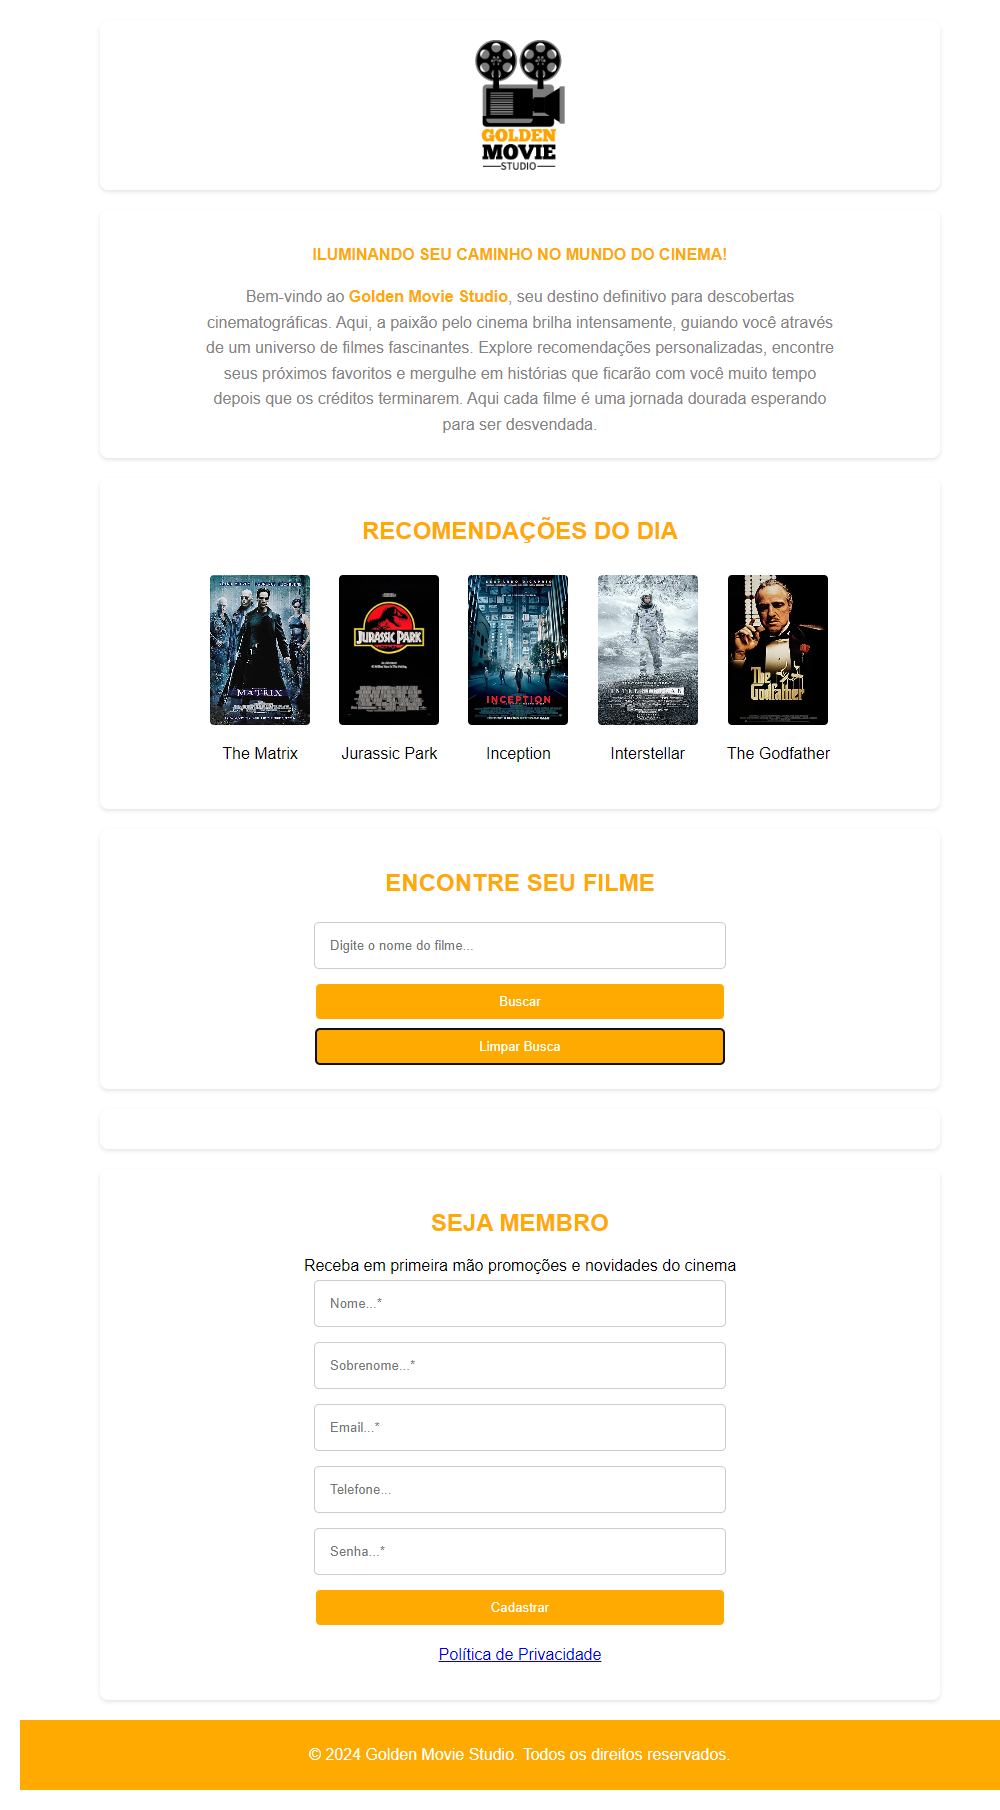 GOLDEN
MOVIE
STUDIO
ILUMINANDO SEU CAMINHO NO MUNDO DO CINEMA!
Bem-vindo ao Golden Movie Studio, seu destino definitivo para descobertas
cinematográficas. Aqui, a paixão pelo cinema brilha intensamente, guiando você através
de um universo de filmes fascinantes. Explore recomendações personalizadas, encontre
seus próximos favoritos e mergulhe em histórias que ficarão com você muito tempo
depois que os créditos terminarem. Aqui cada filme é uma jornada dourada esperando
para ser desvendada.
RECOMENDAÇÕES DO DIA
MATRIX
JURASSIC PARK
INCEPTION
The
Godfather
The Matrix
Jurassic Park
Inception
Interstellar
The Godfather
ENCONTRE SEU FILME
Digite o nome do filme...
Buscar
Limpar Busca
SEJA MEMBRO
Receba em primeira mão promoções e novidades do cinema
Nome...*
Sobrenome...*
Email...*
Telefone...
Senha...*
Cadastrar
Política de Privacidade
© 2024 Golden Movie Studio. Todos os direitos reservados.